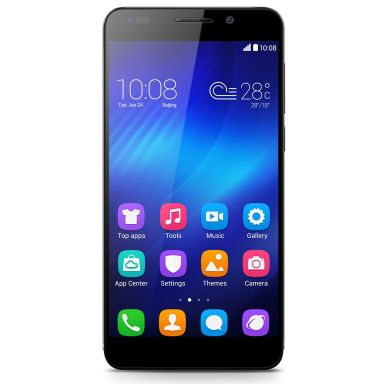 10:08
10:08
28°C
Tue, Jun 24
Beijing
28°/18°
Top apps
Tools
Music
Gallery
App Center
Settings
Themes
Camera